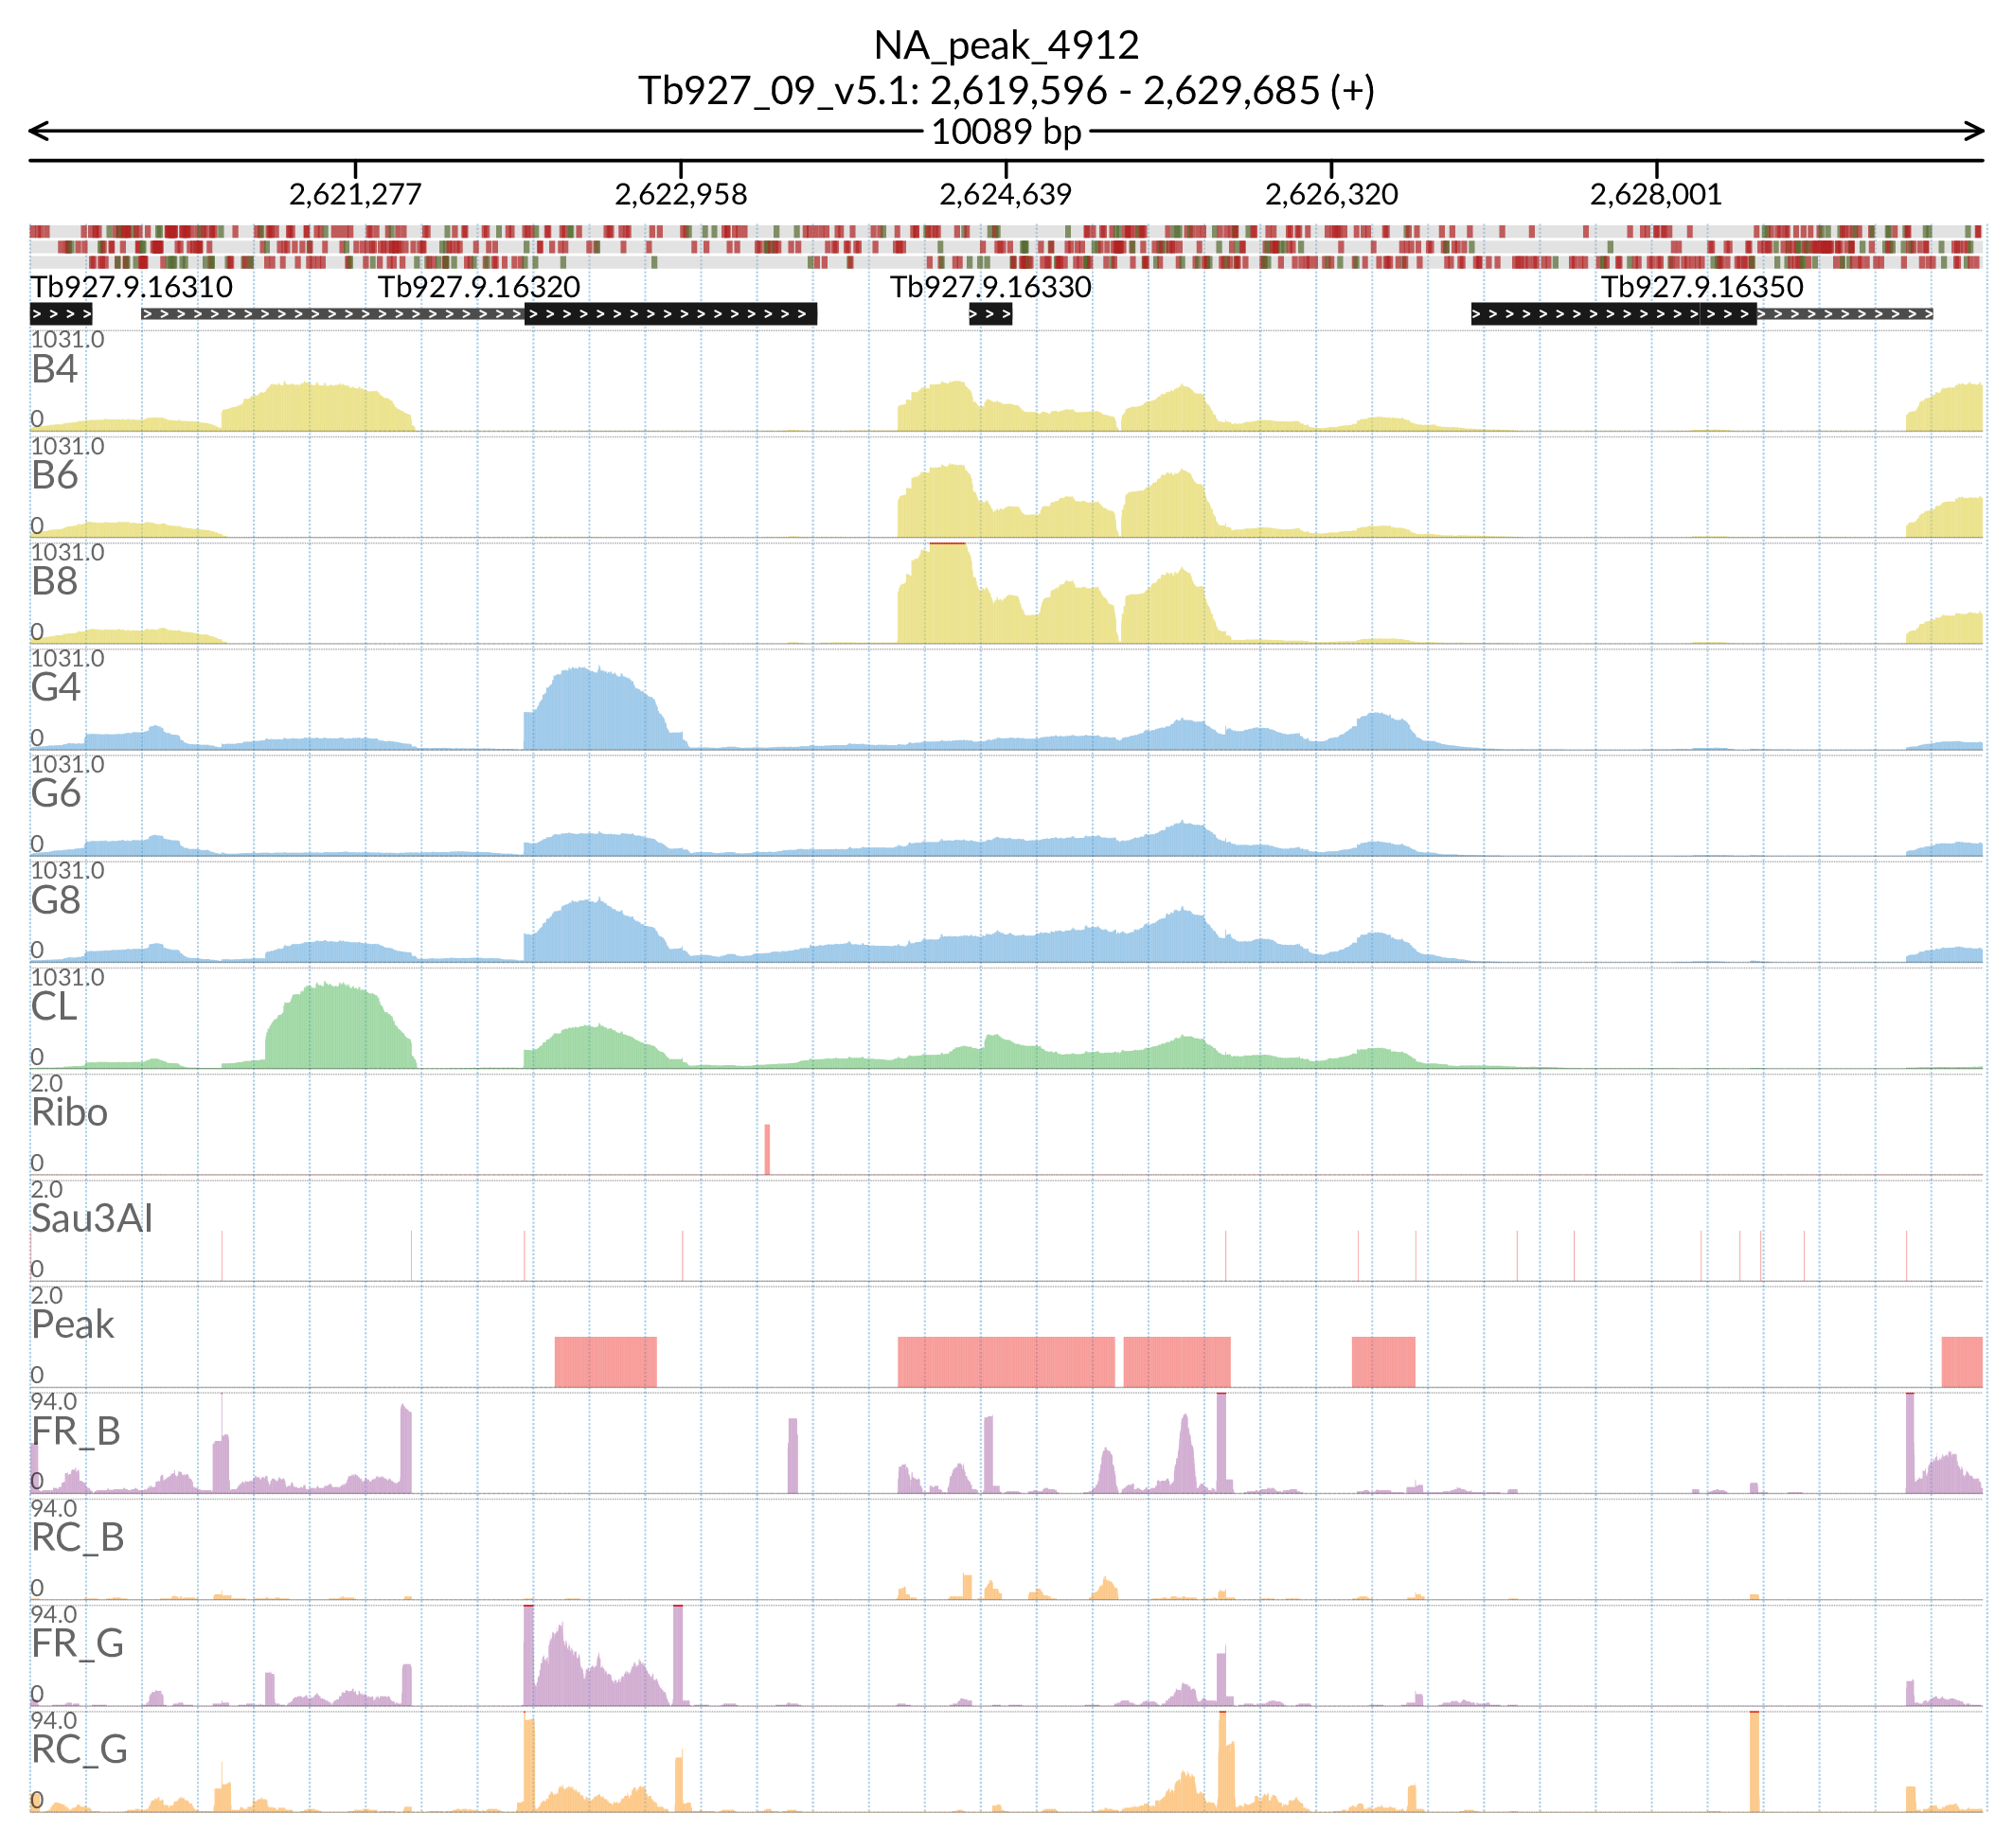 NA_peak_4912
Tb927_09_v5.1: 2,619,596 - 2,629,685 (+)
10089 bp
2,621,277 2,622,958 2,624,639 2,626,320 2,628,001
Tb927.9.16310 Tb927.9.16320 Tb927.9.16330 Tb927.9.16350
1031.0
B4
0
1031.0
B6
0
1031.0
B8
0
1031.0
G4
0
1031.0
G6
0
1031.0
G8
0
1031.0
CL
0
2.0
Ribo
0
2.0
Sau3AI
0
2.0
Peak
0
94.0
FR_B
0
94.0
RC_B
0
94.0
FR_G
0
94.0
RC_G
0